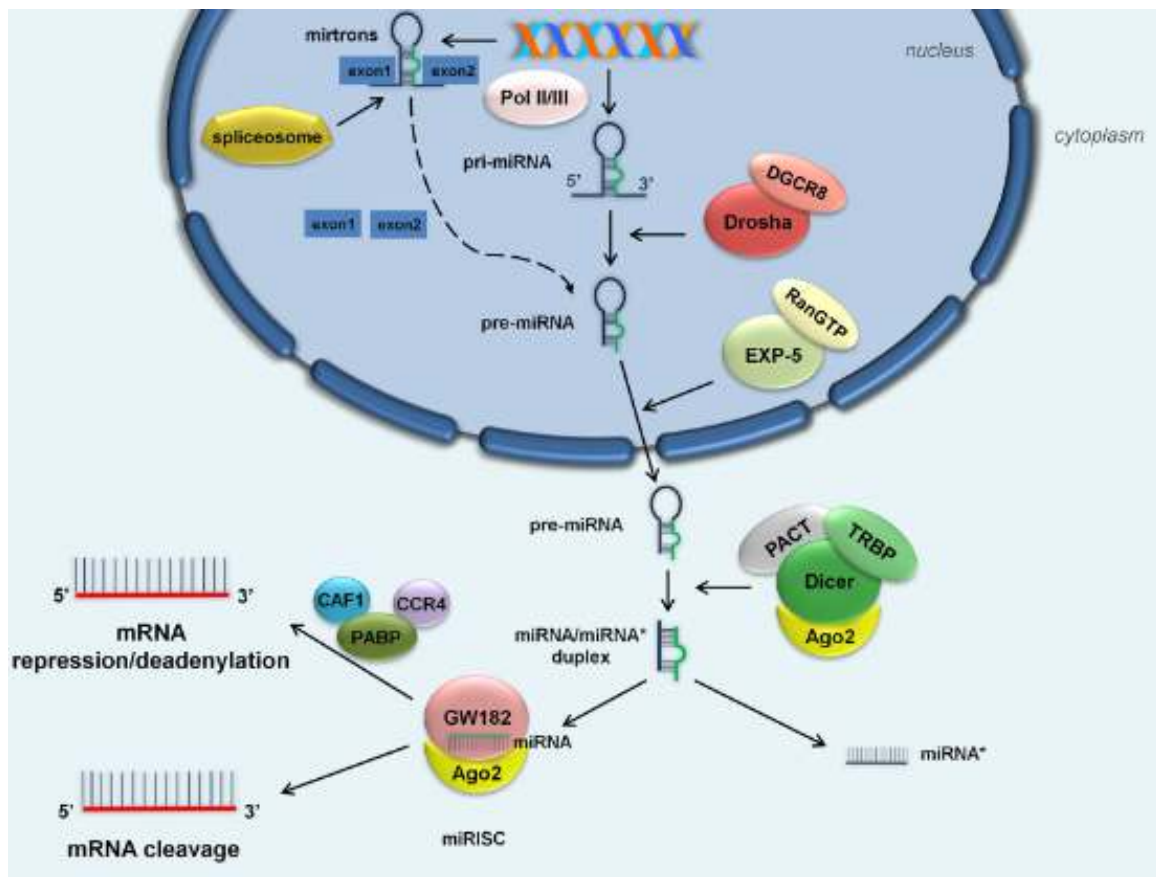 mirtrons
nucleus
exon1
exon2
Pol II/III
cytoplasm
spliceosome
pri-miRNA
5’
3’
DGCR8
Drosha
exon1
exon2
pre-miRNA
RanGTP
EXP-5
pre-miRNA
PACT
TRBP
Dicer
Ago2
5’
3’
mRNA
repression/deadenylation
CAF1
CCR4
PABP
miRNA/miRNA*
duplex
GW182
miRNA
Ago2
miRISC
miRNA*
5’
3’
mRNA cleavage